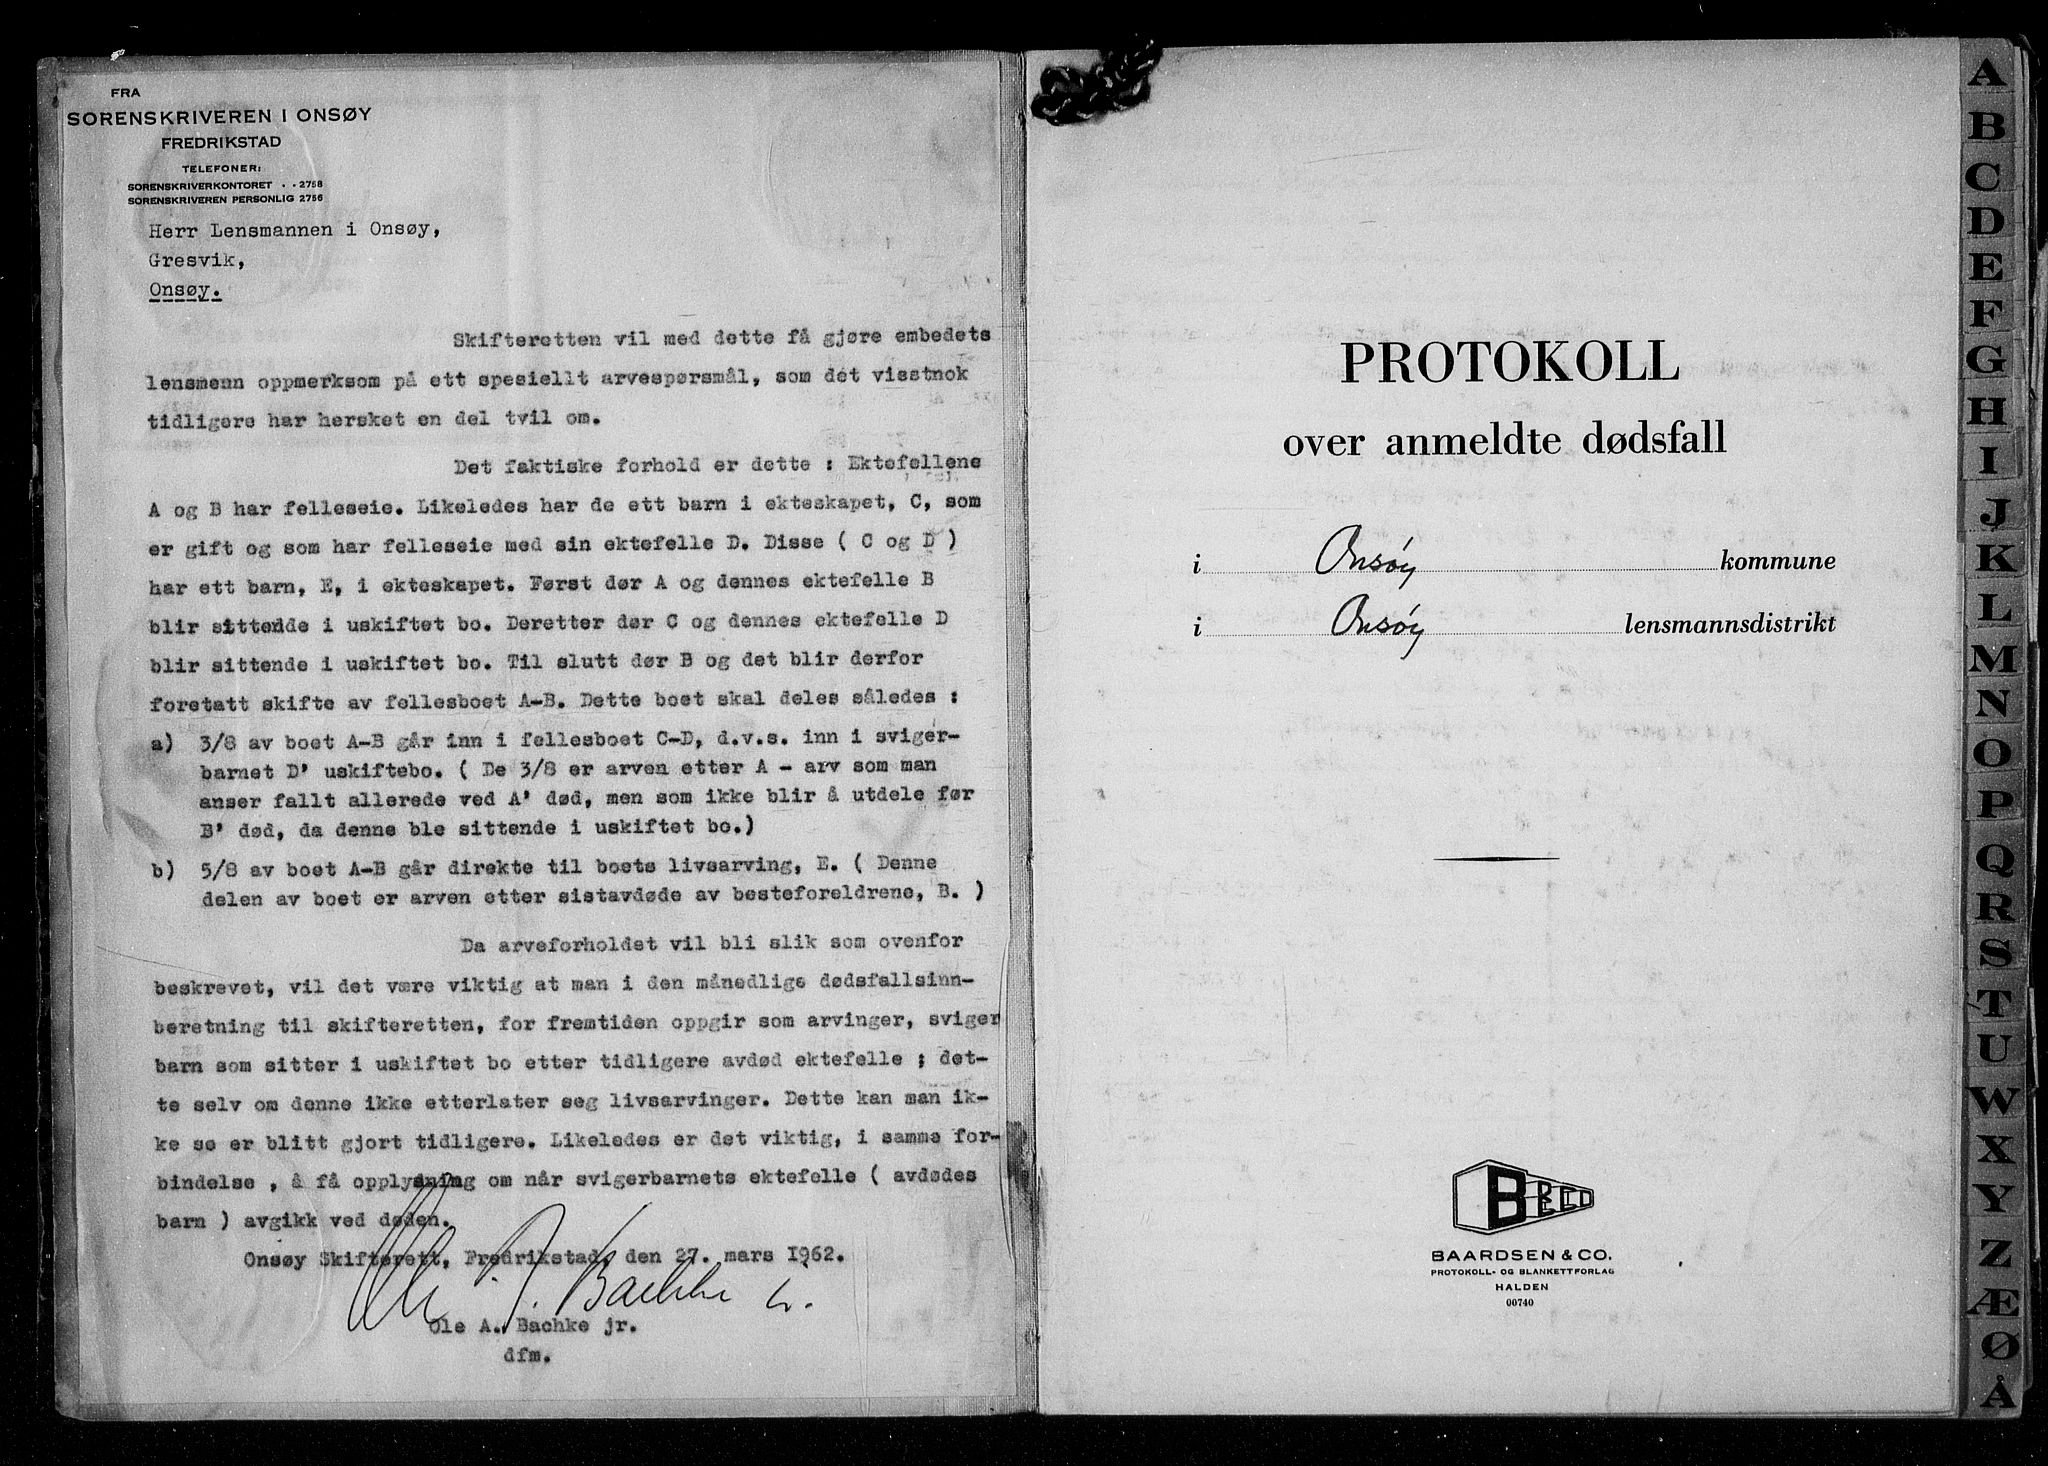 FRA
SORENSKRIVEREN I ONSØY
FREDRIKSTAD
TELEFONER:
SORENSKRIVERKONTORET . . 2758
SORENSKRIVEREN PERSONLIG 2756
Herr Lensmannen i Onsøy,
Gresvik,
Onsøy.
Skifteretten vil med dette få gjøre embedets
lensmenn oppmerksom på ett spesiellt arvespørsmål, som det visstnok
tidligere har hersket en del tvil om.
Det faktiske forhold er dette : Ektefellene
A og B har felleseie. Likeledes har de ett barn i ekteskapet, C, som
er gift og som har felleseie med sin ektefelle D. Disse ( C og D )
har ett barn, E, i ekteskapet. Først dør A og dennes ektefelle B
blir sittende i uskiftet bo. Deretter dør C og dennes ektefelle D
blir sittende i uskiftet bo. Til slutt dør B og det blir derfor
foretatt skifte av fellesboet A-B. Dette boet skal deles således :
a) 3/8 av boet A-B går inn i fellesboet C-D, d.v.s. inn i sviger-
barnet D' uskiftebo. ( De 3/8 er arven etter A - arv som man
anser fallt allerede ved A' død, men som ikke blir å utdele før
B' død, da denne ble sittende i uskiftet bo.)
b) 5/8 av boet A-B går direkte til boets livsarving, E. ( Denne
delen av boet er arven etter sistavdøde av besteforeldrene, B. )
Da arveforholdet vil bli slik som ovenfor
beskrevet, vil det være viktig at man i den månedlige dødsfallsinn-
beretning til skifteretten, for fremtiden oppgir som arvinger, sviger
barn som sitter i uskiftet bo etter tidligere avdød ektefelle ; det-
te selv om denne ikke etterlater seg livsarvinger. Dette kan man ik-
ke se er blitt gjort tidligere. Likeledes er det viktig, i samme for-
bindelse , å få opplysning om når svigerbarnets ektefelle ( avdødes
barn ) avgikk ved døden.
Onsøy Skifterett, Fredrikstad, den 27. mars 1962.
Ole A. Bachke jr.
Ole A. Bachke jr.
dfm.
PROTOKOLL
over anmeldte dødsfall
i Onsøy kommune
i Onsøy lensmannsdistrikt
B BCO
BAARDSEN & CO.
PROTOKOLL- OG BLANKETTFORLAG
HALDEN
00740
A
B
C
D
E
F
G
H
I
J
K
L
M
N
O
P
Q
R
S
T
U
W
X
Y
Z
Æ
Ø
Å